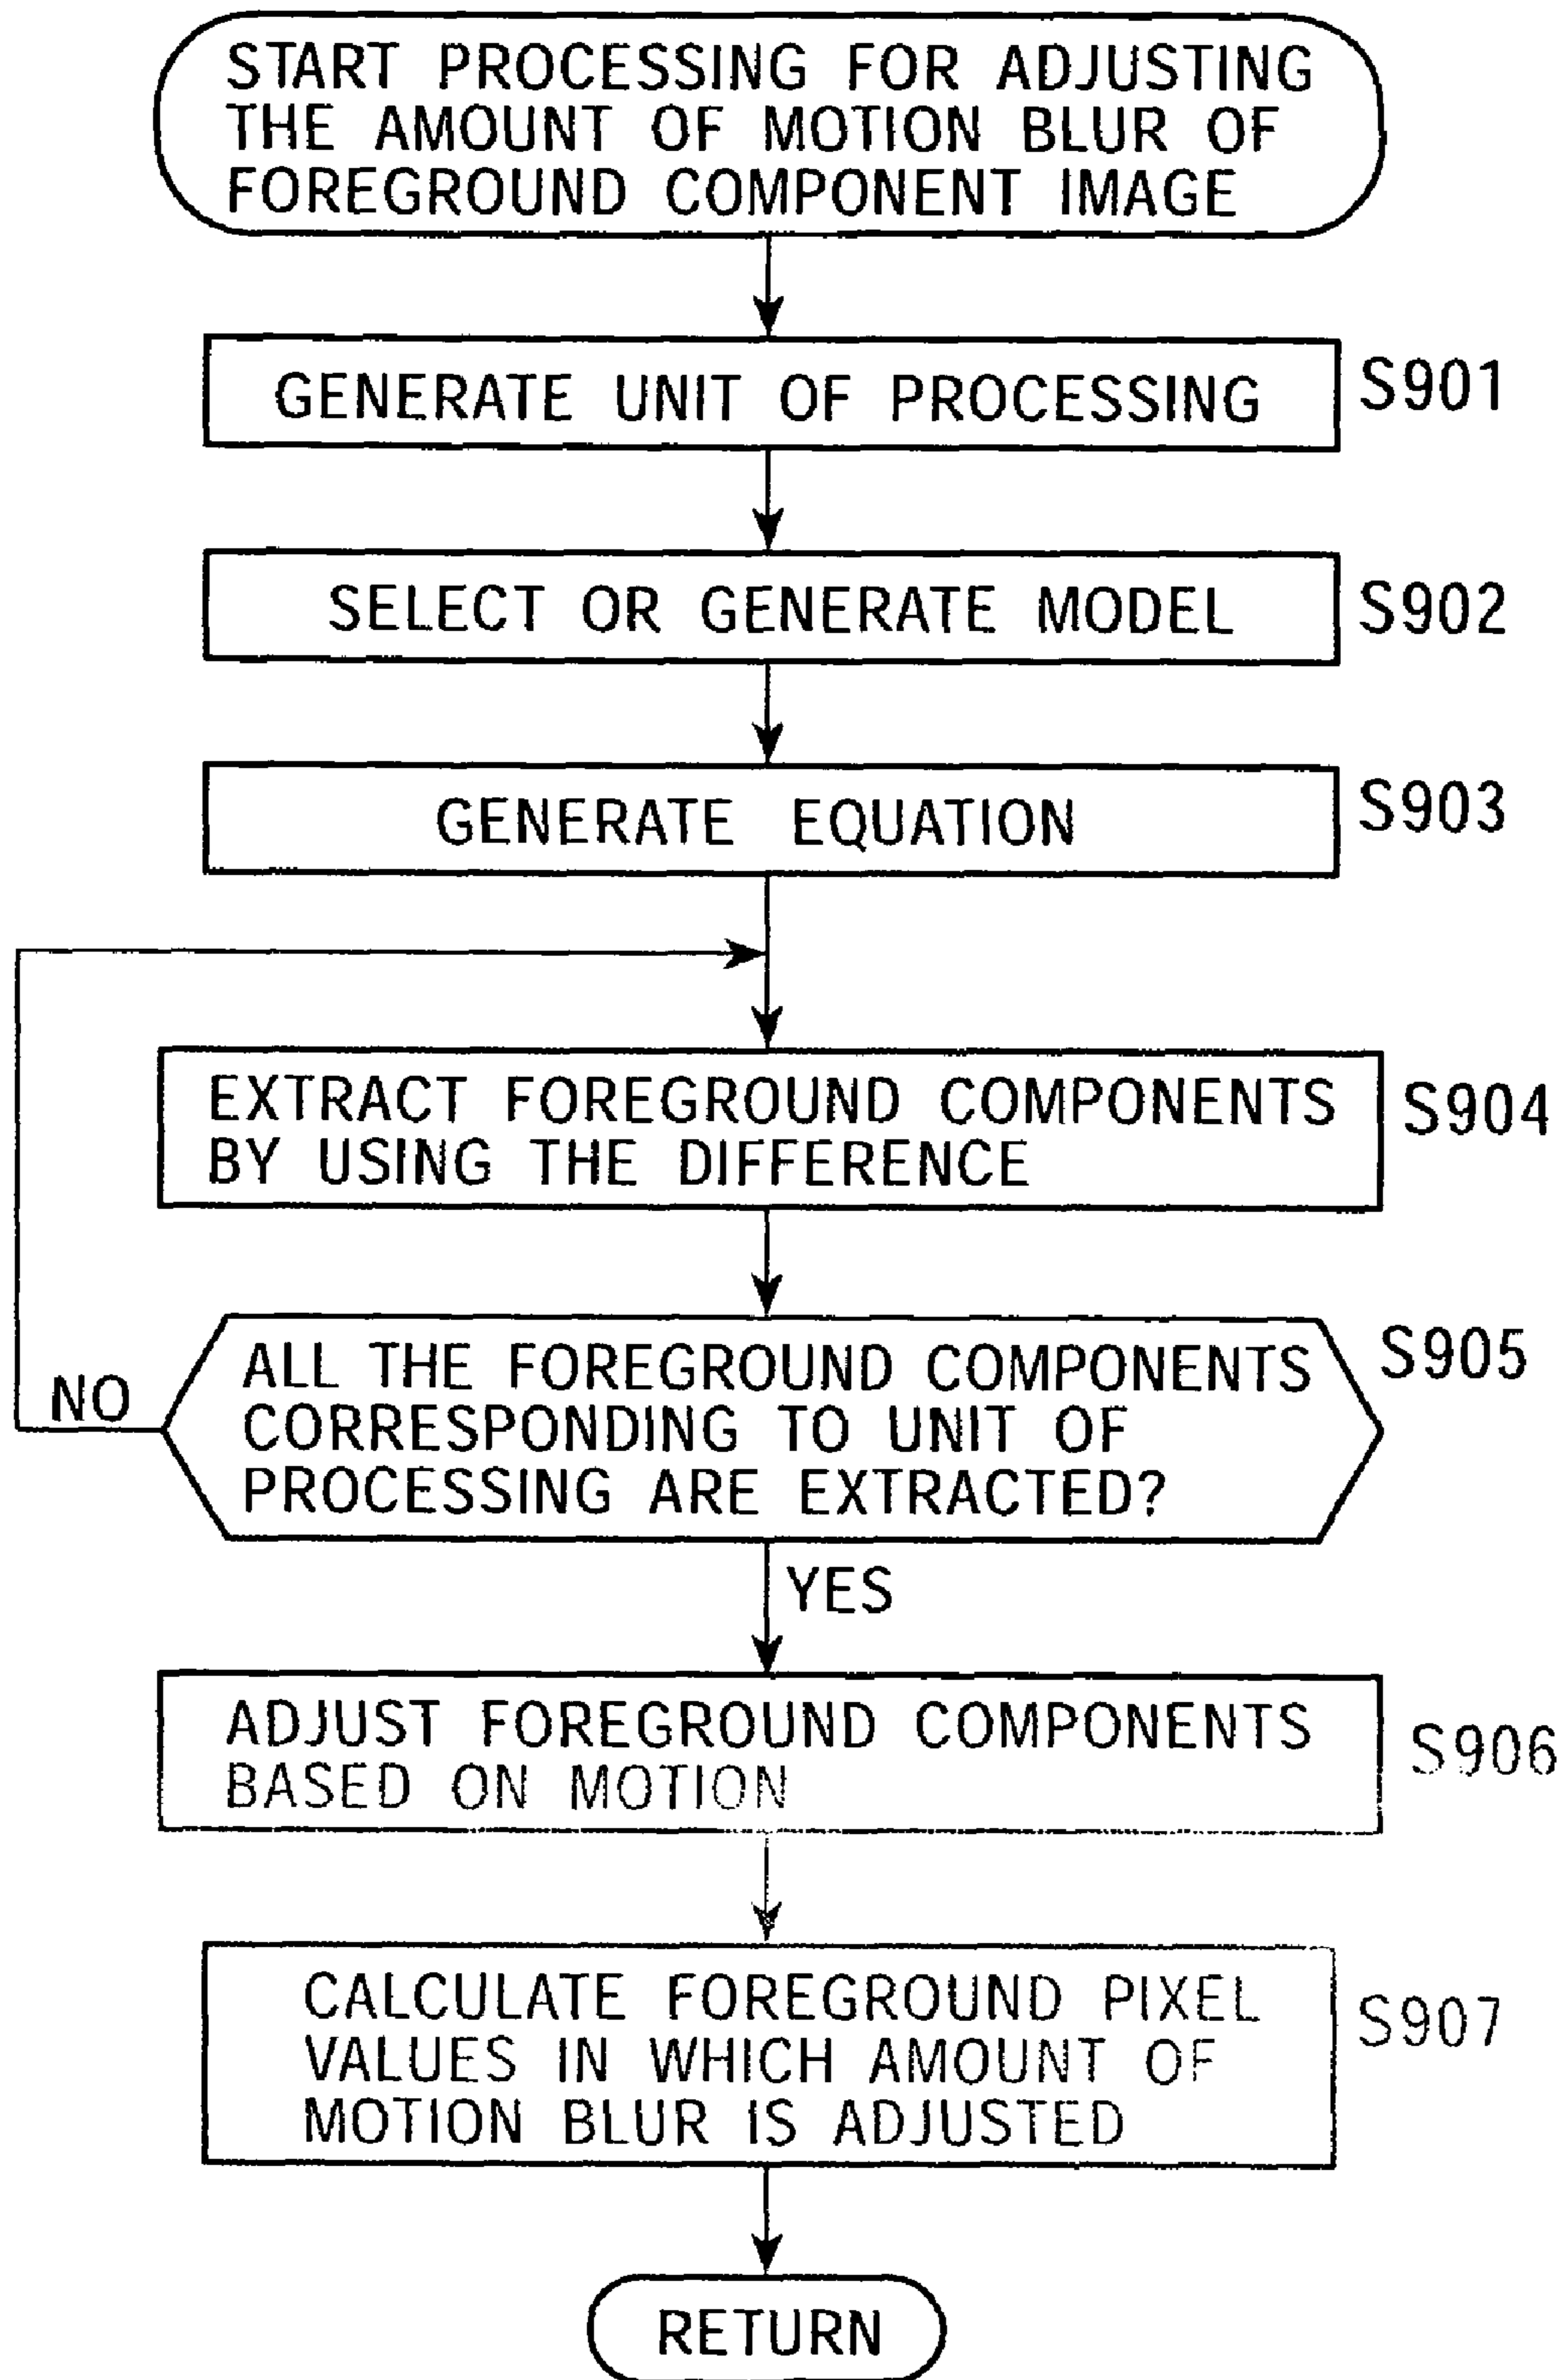 START PROCESSING FOR ADJUSTING
THE AMOUNT OF MOTION BLUR OF
FOREGROUND COMPONENT IMAGE
GENERATE UNIT OF PROCESSING
S901
SELECT OR GENERATE MODEL
S902
GENERATE EQUATION
S903
EXTRACT FOREGROUND COMPONENTS
BY USING THE DIFFERENCE
S904
ALL THE FOREGROUND COMPONENTS
CORRESPONDING TO UNIT OF
PROCESSING ARE EXTRACTED?
S905
NO
YES
ADJUST FOREGROUND COMPONENTS
BASED ON MOTION
S906
CALCULATE FOREGROUND PIXEL
VALUES IN WHICH AMOUNT OF
MOTION BLUR IS ADJUSTED
S907
RETURN